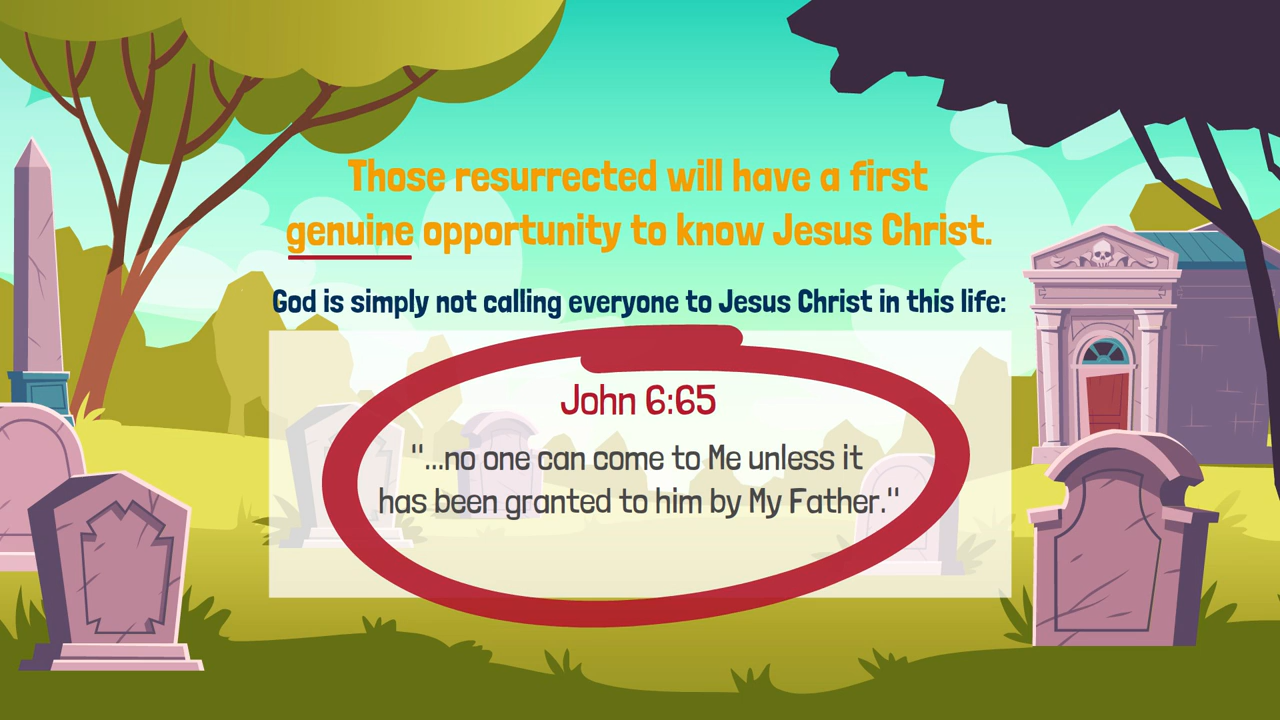 Those resurrected will have a first
genuine opportunity to know Jesus Christ.
God is simply not calling everyone to Jesus Christ in this life:
John 6:65
"...no one can come to Me unless it
has been granted to him by My Father."